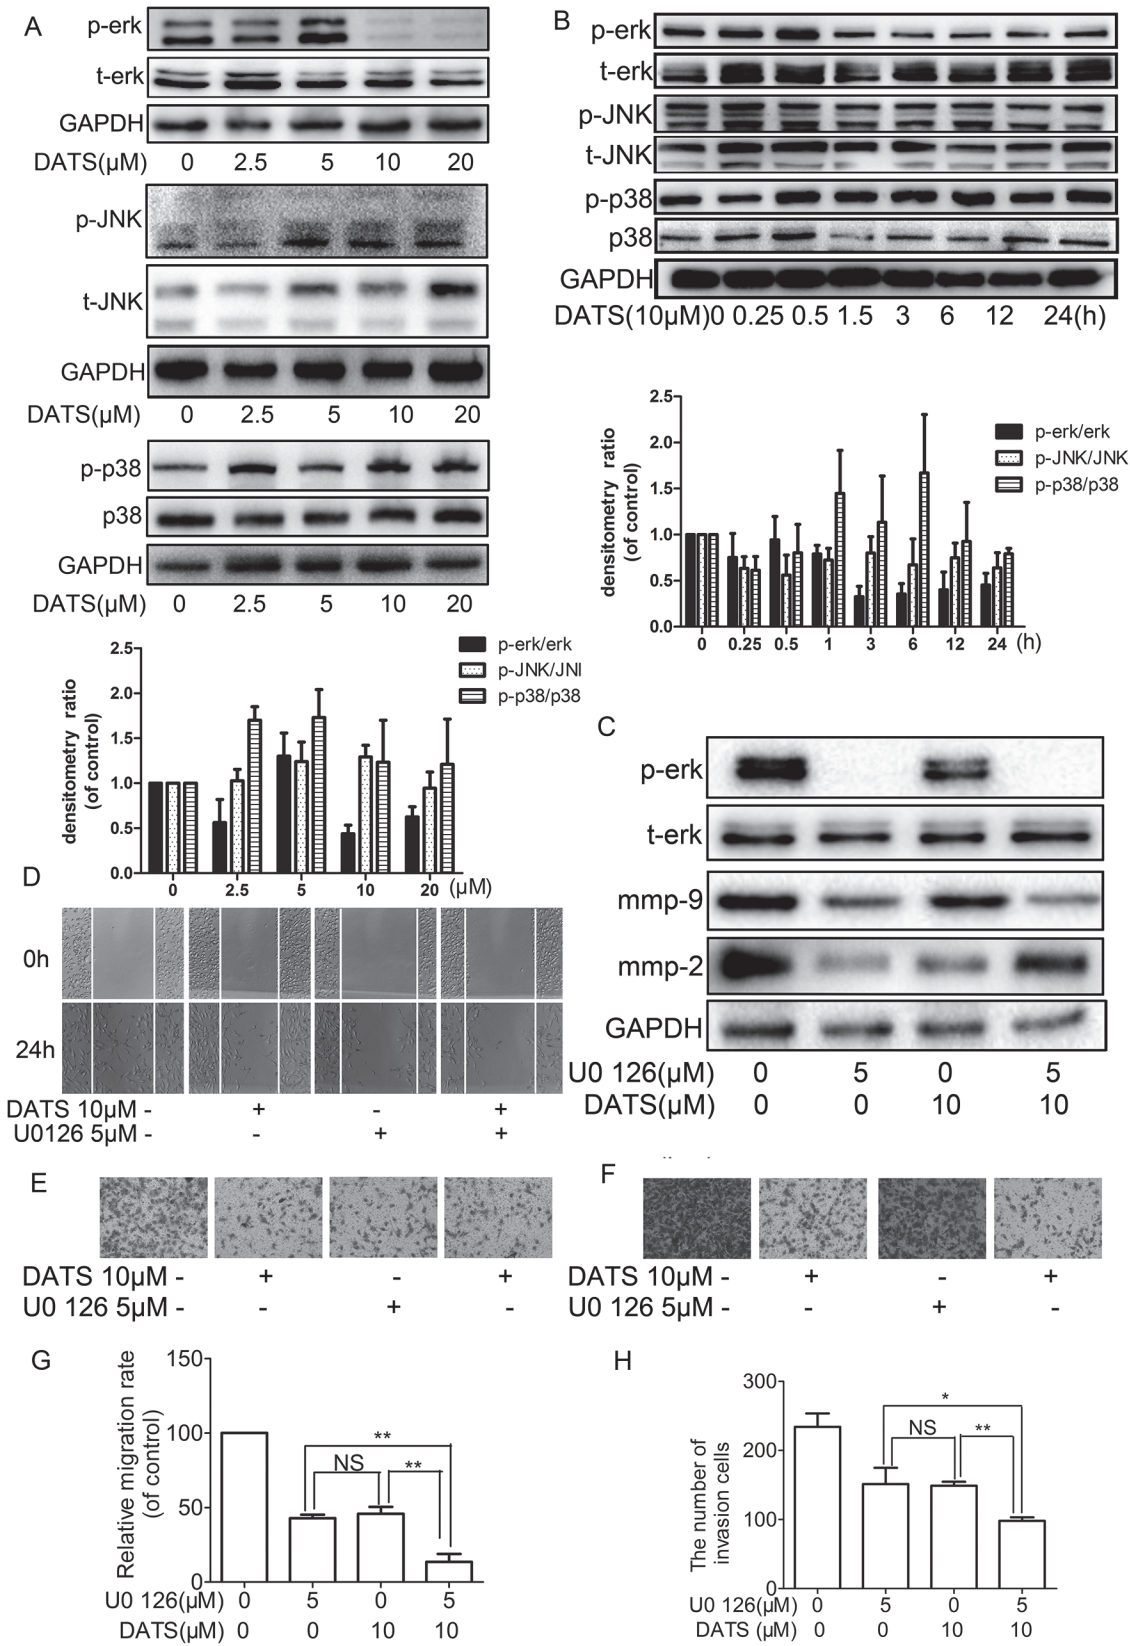 A
p-erk
t-erk
GAPDH
DATS(µM) 0 2.5 5 10 20
p-JNK
t-JNK
GAPDH
DATS(µM) 0 2.5 5 10 20
p-p38
p38
GAPDH
DATS(µM) 0 2.5 5 10 20
densitometry ratio
(of control)
2.5
2.0
1.5
1.0
0.5
0.0
p-erk/erk
p-JNK/JNI
p-p38/p38
0 2.5 5 10 20 (µM)
B
p-erk
t-erk
p-JNK
t-JNK
p-p38
p38
GAPDH
DATS(10µM)0 0.25 0.5 1.5 3 6 12 24(h)
densitometry ratio
(of control)
2.5
2.0
1.5
1.0
0.5
0.0
p-erk/erk
p-JNK/JNK
p-p38/p38
0 0.25 0.5 1 3 6 12 24 (h)
C
p-erk
t-erk
mmp-9
mmp-2
GAPDH
U0 126(µM) 0 5 0 5
DATS(µM) 0 0 10 10
D
0h
24h
DATS 10µM - + - +
U0126 5µM - - + +
E
DATS 10µM - + - +
U0 126 5µM - - + -
F
DATS 10µM - + - +
U0 126 5µM - - + -
G
Relative migration rate
(of control)
150
100
50
0
**
NS **
U0 126(µM) 0 5 0 5
DATS(µM) 0 0 10 10
H
The number of
invasion cells
300
200
100
0
*
NS **
U0 126(µM) 0 5 0 5
DATS (µM) 0 0 10 10